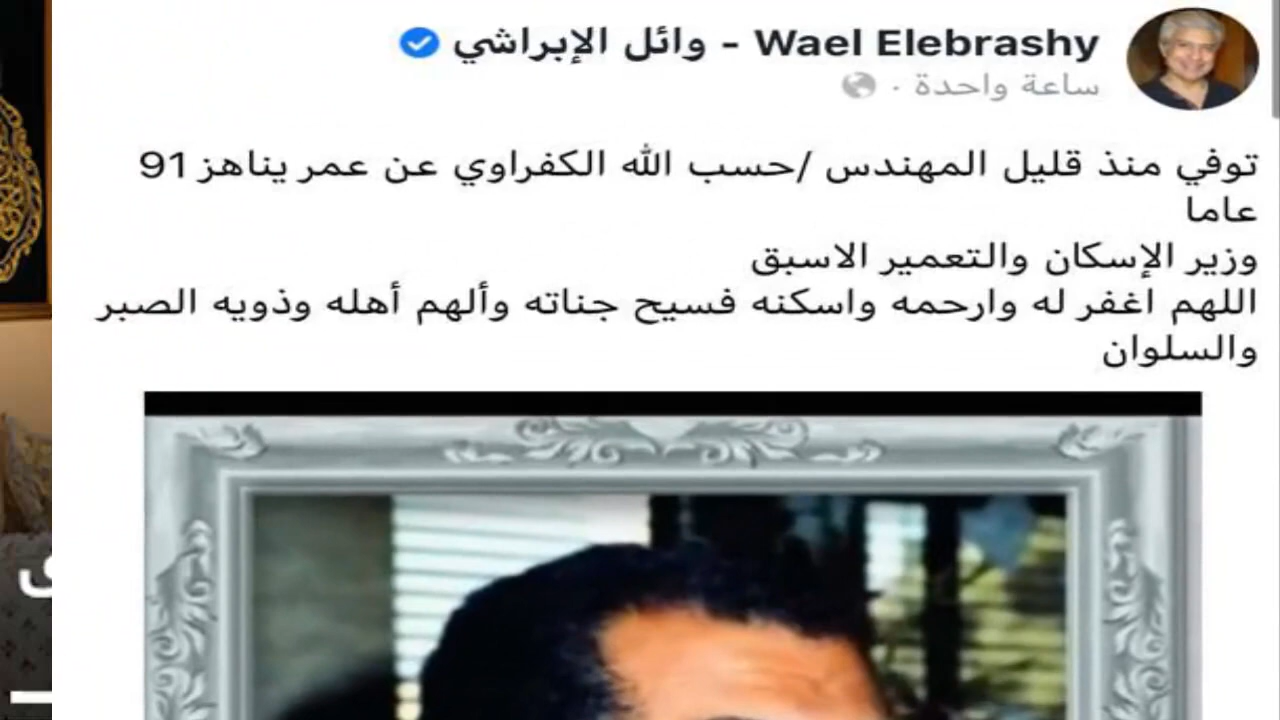 وائل الإبراشي - Wael Elebrashy
ساعة واحدة ·
توفي منذ قليل المهندس /حسب الله الكفراوي عن عمر يناهز 91
عاما
وزير الإسكان والتعمير الاسبق
اللهم اغفر له وارحمه واسكنه فسيح جناته وألهم أهله وذويه الصبر
والسلوان